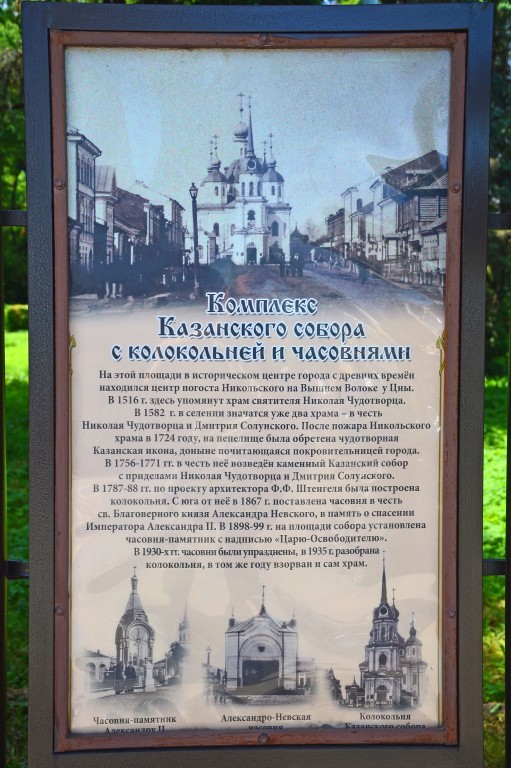 Комплекс
Казанского собора
с колокольней и часовнями
На этой площади в историческом центре города с древних времён
находился центр погоста Никольского на Вышнем Волоке у Цны.
В 1516 г. здесь упомянут храм святителя Николая Чудотворца.
В 1582 г. в селении значатся уже два храма – в честь
Николая Чудотворца и Дмитрия Солунского. После пожара Никольского
храма в 1724 году, на пепелище была обретена чудотворная
Казанская икона, доныне почитающаяся покровительницей города.
В 1756-1771 гг. в честь неё возведён каменный Казанский собор
с приделами Николая Чудотворца и Дмитрия Солунского.
В 1787-88 гг. по проекту архитектора Ф.Ф. Штенгеля была построена
колокольня. С юга от неё в 1867 г. поставлена часовня в честь
св. Благоверного князя Александра Невского, в память о спасении
Императора Александра II. В 1898-99 г. на площади собора установлена
часовня-памятник с надписью «Царю-Освободителю».
В 1930-х гг. часовни были упразднены, в 1935 г. разобрана
колокольня, в том же году взорван и сам храм.
Часовня-памятник
Александру II
Александро-Невская
часовня
Колокольня
Казанского собора